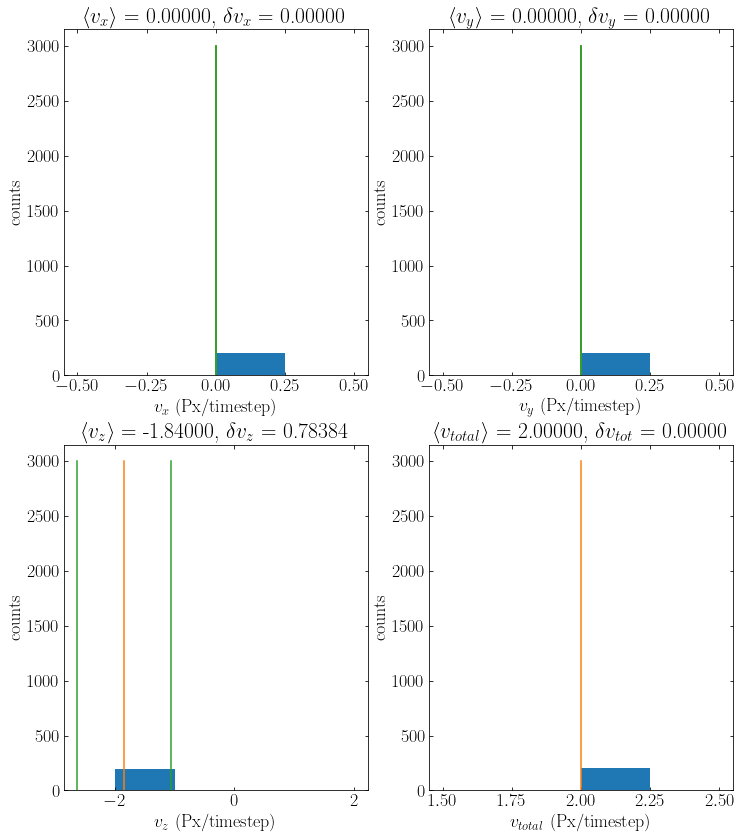 ⟨v_x⟩ = 0.00000, δv_x = 0.00000
3000
2500
2000
1500
1000
500
0
counts
−0.50 −0.25 0.00 0.25 0.50
v_x (Px/timestep)
⟨v_y⟩ = 0.00000, δv_y = 0.00000
3000
2500
2000
1500
1000
500
0
counts
−0.50 −0.25 0.00 0.25 0.50
v_y (Px/timestep)
⟨v_z⟩ = -1.84000, δv_z = 0.78384
3000
2500
2000
1500
1000
500
0
counts
−2 0 2
v_z (Px/timestep)
⟨v_total⟩ = 2.00000, δv_tot = 0.00000
3000
2500
2000
1500
1000
500
0
counts
1.50 1.75 2.00 2.25 2.50
v_total (Px/timestep)